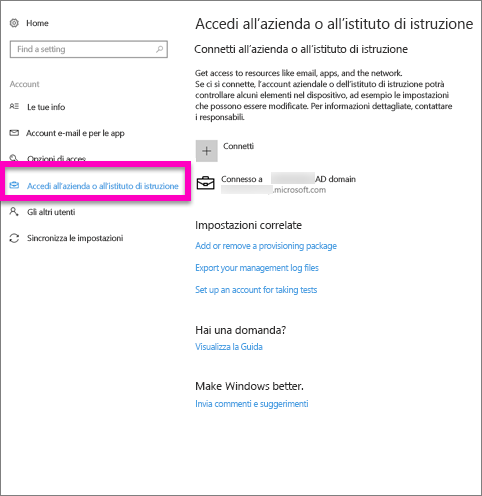 Home
Find a setting
Account
Le tue info
Account e-mail e per le app
Opzioni di acces
Accedi all'azienda o all'istituto di istruzione
Gli altri utenti
Sincronizza le impostazioni
Accedi all'azienda o all'istituto di istruzione
Connetti all'azienda o all'istituto di istruzione
Get access to resources like email, apps, and the network.
Se ci si connette, l'account aziendale o dell'istituto di istruzione potrà
controllare alcuni elementi nel dispositivo, ad esempio le impostazioni
che possono essere modificate. Per informazioni dettagliate, contattare
i responsabili.
Connetti
Connesso a AD domain
.microsoft.com
Impostazioni correlate
Add or remove a provisioning package
Export your management log files
Set up an account for taking tests
Hai una domanda?
Visualizza la Guida
Make Windows better.
Invia commenti e suggerimenti